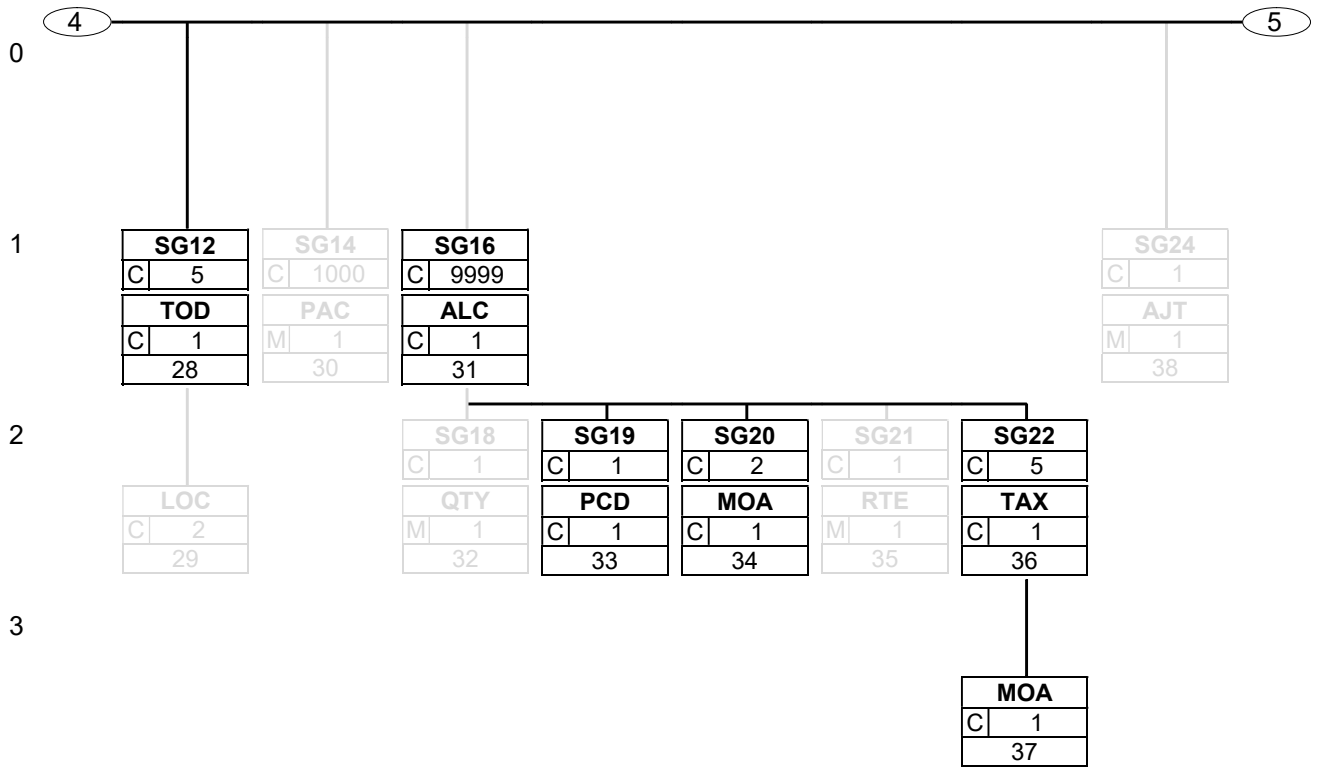 4 5
0
1
SG12 SG14 SG16 SG24
C 5 C 1000 C 9999 C 1
TOD PAC ALC AJT
C 1 M 1 C 1 M 1
28 30 31 38
2
SG18 SG19 SG20 SG21 SG22
C 1 C 1 C 2 C 1 C 5
LOC QTY PCD MOA RTE TAX
C 2 M 1 C 1 C 1 M 1 C 1
29 32 33 34 35 36
3
MOA
C 1
37